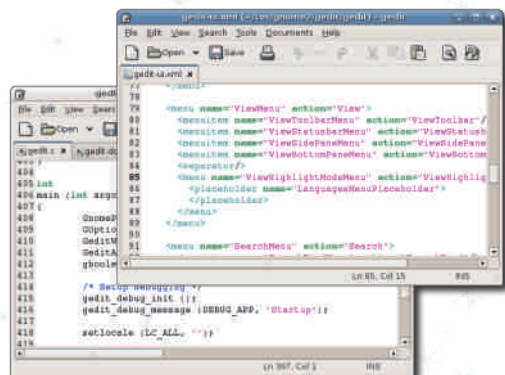 gedit-ui.xml (~/cvs/gnome2/gedit/gedit) - gedit
File Edit View Search Tools Documents Help
Open Save
gedit-ui.xml
77 </menu>
78
79 <menu name="ViewMenu" action="View">
80 <menuitem name="ViewToolbarMenu" action="ViewToolbar"/
81 <menuitem name="ViewStatusbarMenu" action="ViewStatusb
82 <menuitem name="ViewSidePaneMenu" action="ViewSidePane
83 <menuitem name="ViewBottomPaneMenu" action="ViewBottom
84 <separator/>
85 <menu name="ViewHighlightModeMenu" action="ViewHighlig
86 <placeholder name="LanguagesMenuPlaceholder">
87 </placeholder>
88 </menu>
89 </menu>
90
91 <menu name="SearchMenu" action="Search">
Ln 85, Col 15 INS
gedi
File Edit View Searc
Open
gedit.c gedit-do
404
405 int
406 main (int argc
407 {
408 GnomeP
409 GOption
410 GeditW
411 GeditA
412 gboole
413
414 /* Setup debugging */
415 gedit_debug_init ();
416 gedit_debug_message (DEBUG_APP, "Startup");
417
418 setlocale (LC_ALL, "");
419
Ln 397, Col 1 INS